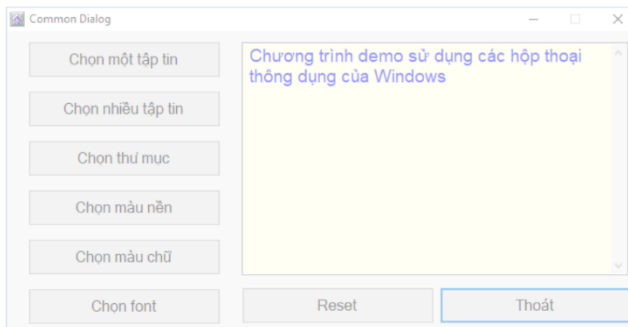 Common Dialog
Chọn một tập tin
Chọn nhiều tập tin
Chọn thư mục
Chọn màu nền
Chọn màu chữ
Chọn font
Chương trình demo sử dụng các hộp thoại
thông dụng của Windows
Reset
Thoát